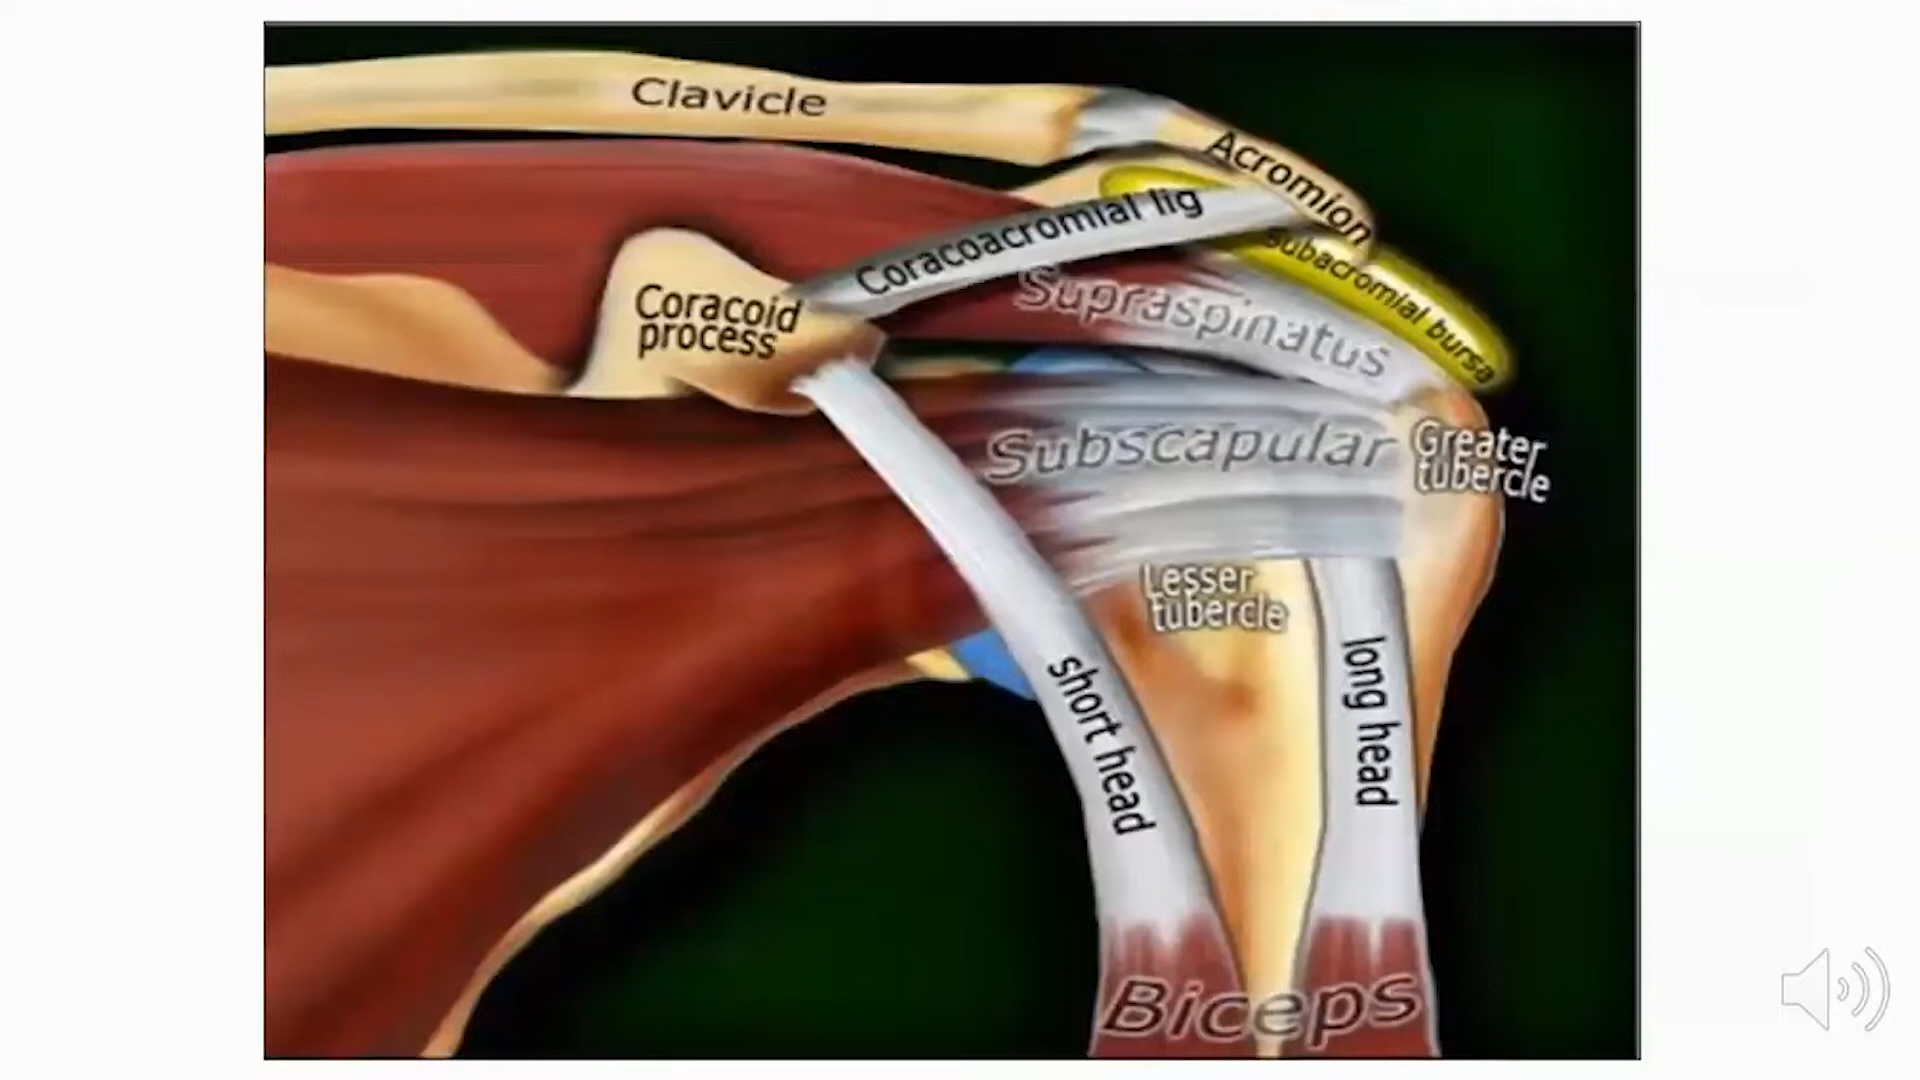 Clavicle
Acromion
Coracoacromial lig
subacromial bursa
Coracoid
process
Supraspinatus
Subscapular
Greater
tubercle
Lesser
tubercle
short head
long head
Biceps